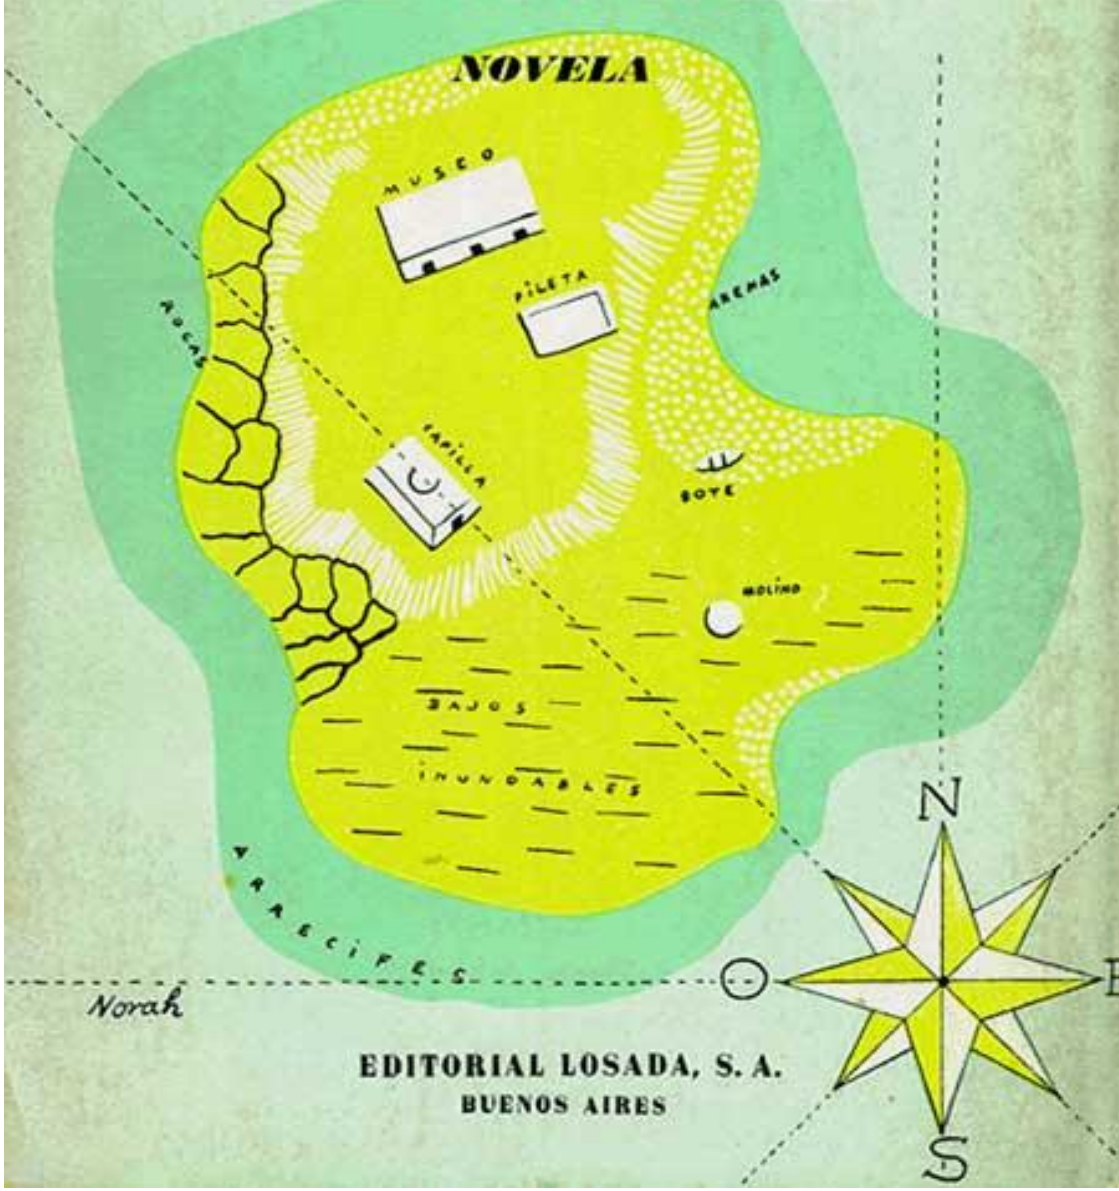 NOVELA
MUSEO
PILETA
ARENAS
ROCAS
CAPILLA
BOTE
MOLINO
BAJOS
INUNDABLES
N
ARRECIFES
O
E
Norah
EDITORIAL LOSADA, S. A.
BUENOS AIRES
S